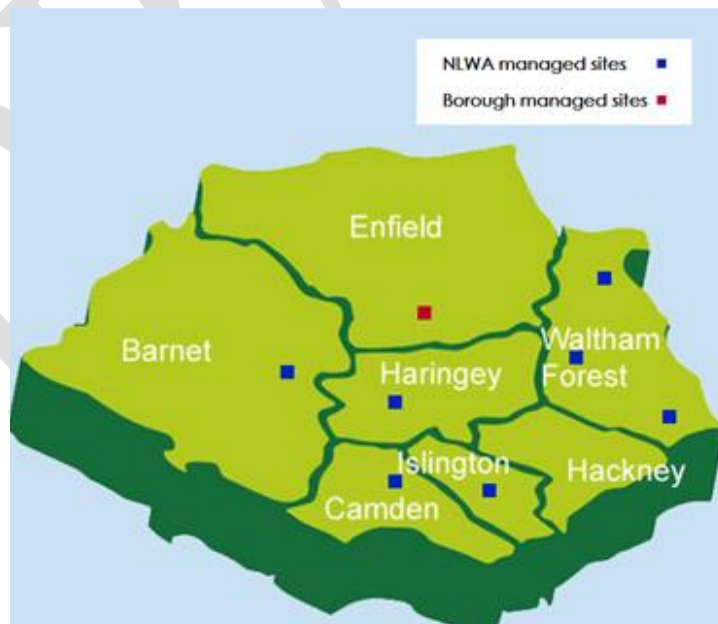 NLWA managed sites
Borough managed sites
Enfield
Barnet
Haringey
Waltham
Forest
Islington
Hackney
Camden